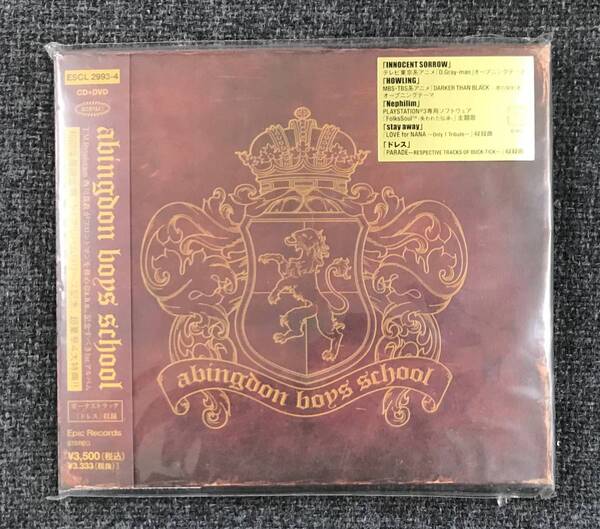 ESCL 2993-4
CD+DVD
abingdon boys school
ボーナストラック
「ドレス」収録
Epic Records
STEREO
¥3,500(税込)
¥3,333(税抜)
「INNOCENT SORROW」
テレビ東京系アニメ「D.Gray-man」オープニングテーマ
「HOWLING」
MBS・TBS系アニメ「DARKER THAN BLACK
オープニングテーマ
「Nephilim」
PLAYSTATION®3専用ソフトウェア
「FolksSoul™-失われた伝承-」主題歌
「stay away」
「LOVE for NANA ～Only 1 Tribute～」収録曲
「ドレス」
「PARADE～RESPECTIVE TRACKS OF BUCK-TICK～」収録曲
abingdon boys school